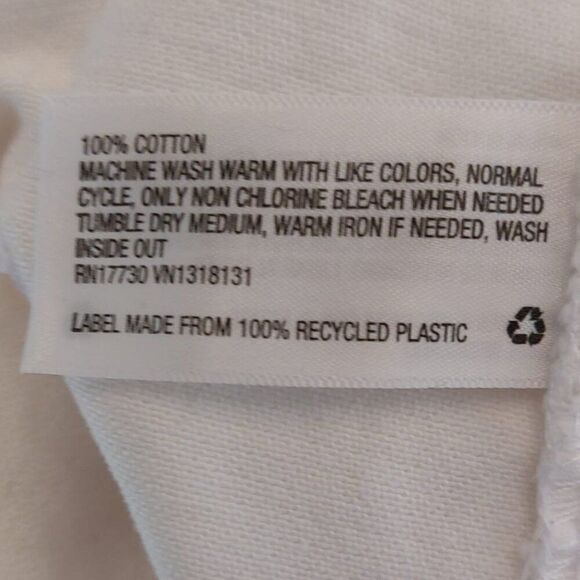 100% COTTON
MACHINE WASH WARM WITH LIKE COLORS, NORMAL
CYCLE, ONLY NON CHLORINE BLEACH WHEN NEEDED
TUMBLE DRY MEDIUM, WARM IRON IF NEEDED, WASH
INSIDE OUT
RN17730 VN1318131
LABEL MADE FROM 100% RECYCLED PLASTIC